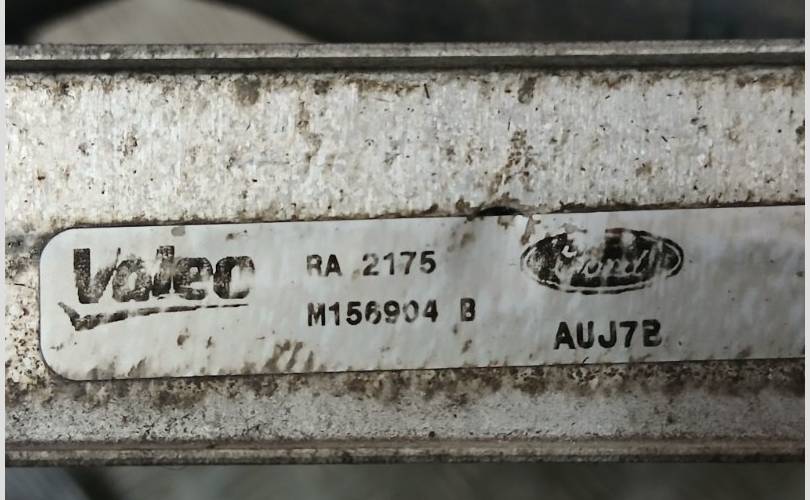 Valeo
RA 2175
M156904 B
Ford
AUJ7B